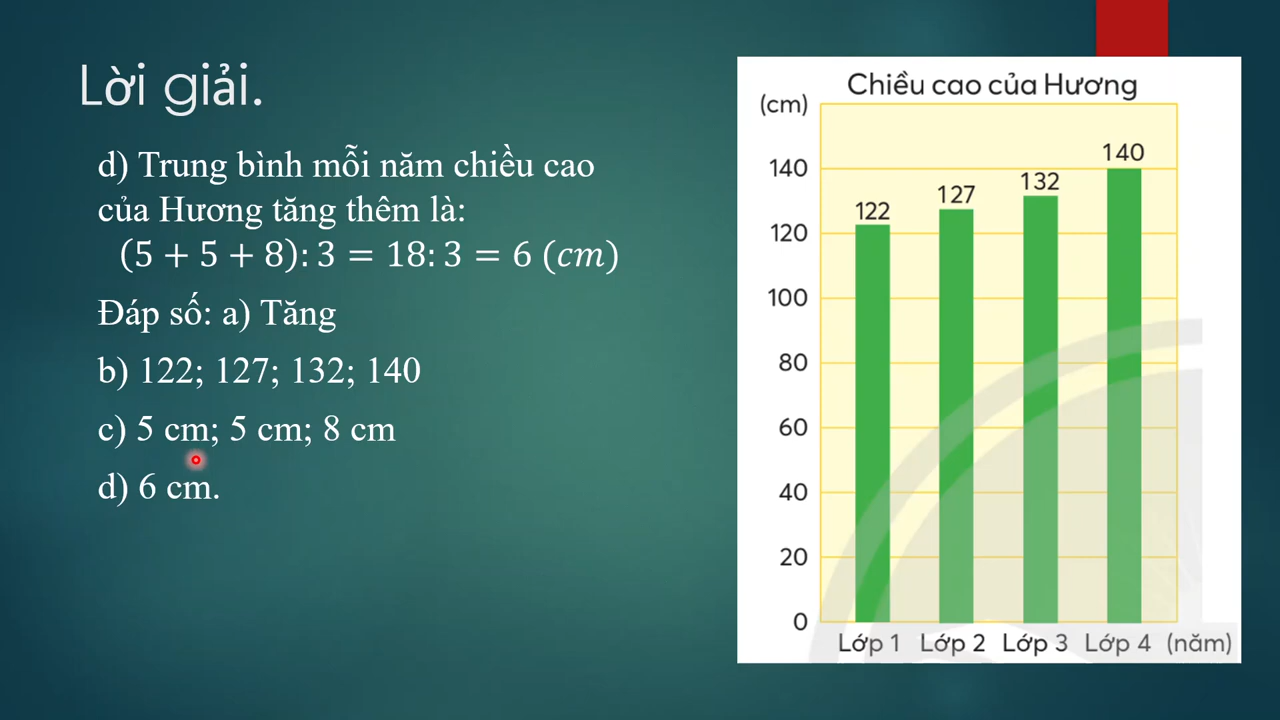 Lời giải.
d) Trung bình mỗi năm chiều cao
của Hương tăng thêm là:
(5 + 5 + 8): 3 = 18: 3 = 6 (cm)
Đáp số: a) Tăng
b) 122; 127; 132; 140
c) 5 cm; 5 cm; 8 cm
d) 6 cm.
Chiều cao của Hương
(cm)
140
120
100
80
60
40
20
0
122
127
132
140
Lớp 1 Lớp 2 Lớp 3 Lớp 4 (năm)